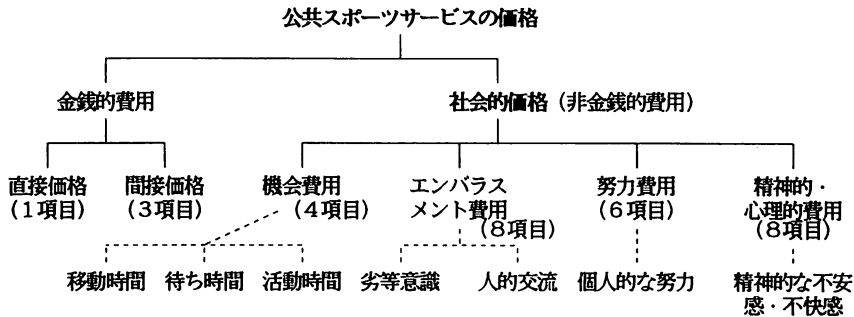 公共スポーツサービスの価格
金銭的費用
社会的価格（非金銭的費用）
直接価格
（1項目）
間接価格
（3項目）
機会費用
（4項目）
エンバラス
メント費用
（8項目）
努力費用
（6項目）
精神的・
心理的費用
（8項目）
移動時間
待ち時間
活動時間
劣等意識
人的交流
個人的な努力
精神的な不安
感・不快感